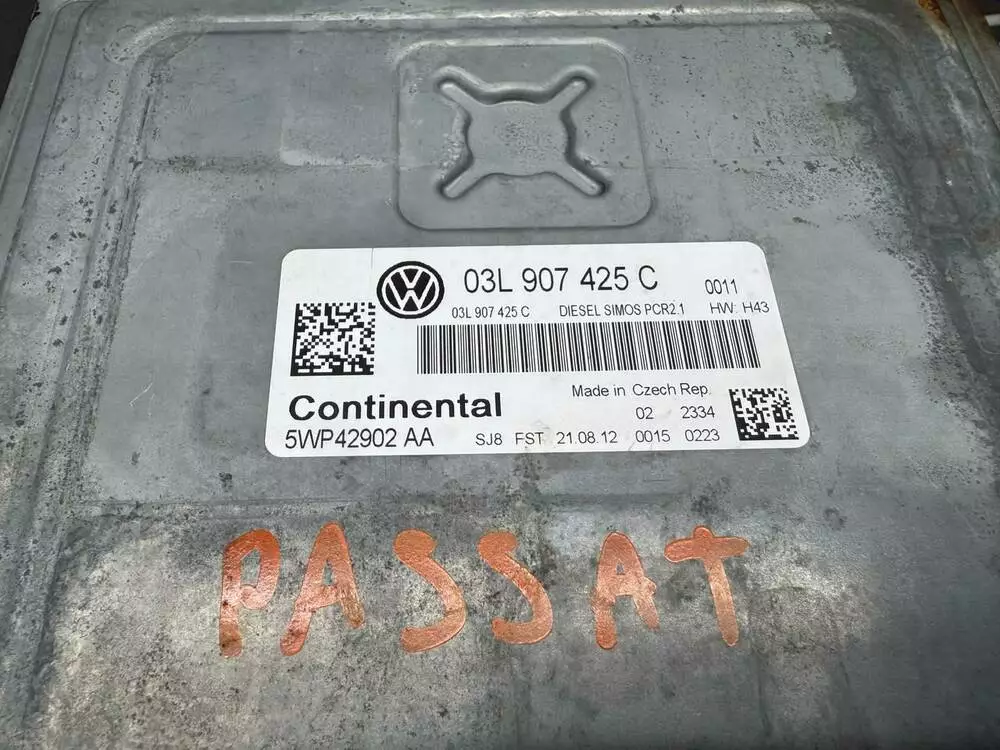 03L 907 425 C 0011
03L 907 425 C DIESEL SIMOS PCR2.1 HW: H43
Made in Czech Rep.
Continental 02 2334
5WP42902 AA SJ8 FST 21.08.12 0015 0223
PASSAT